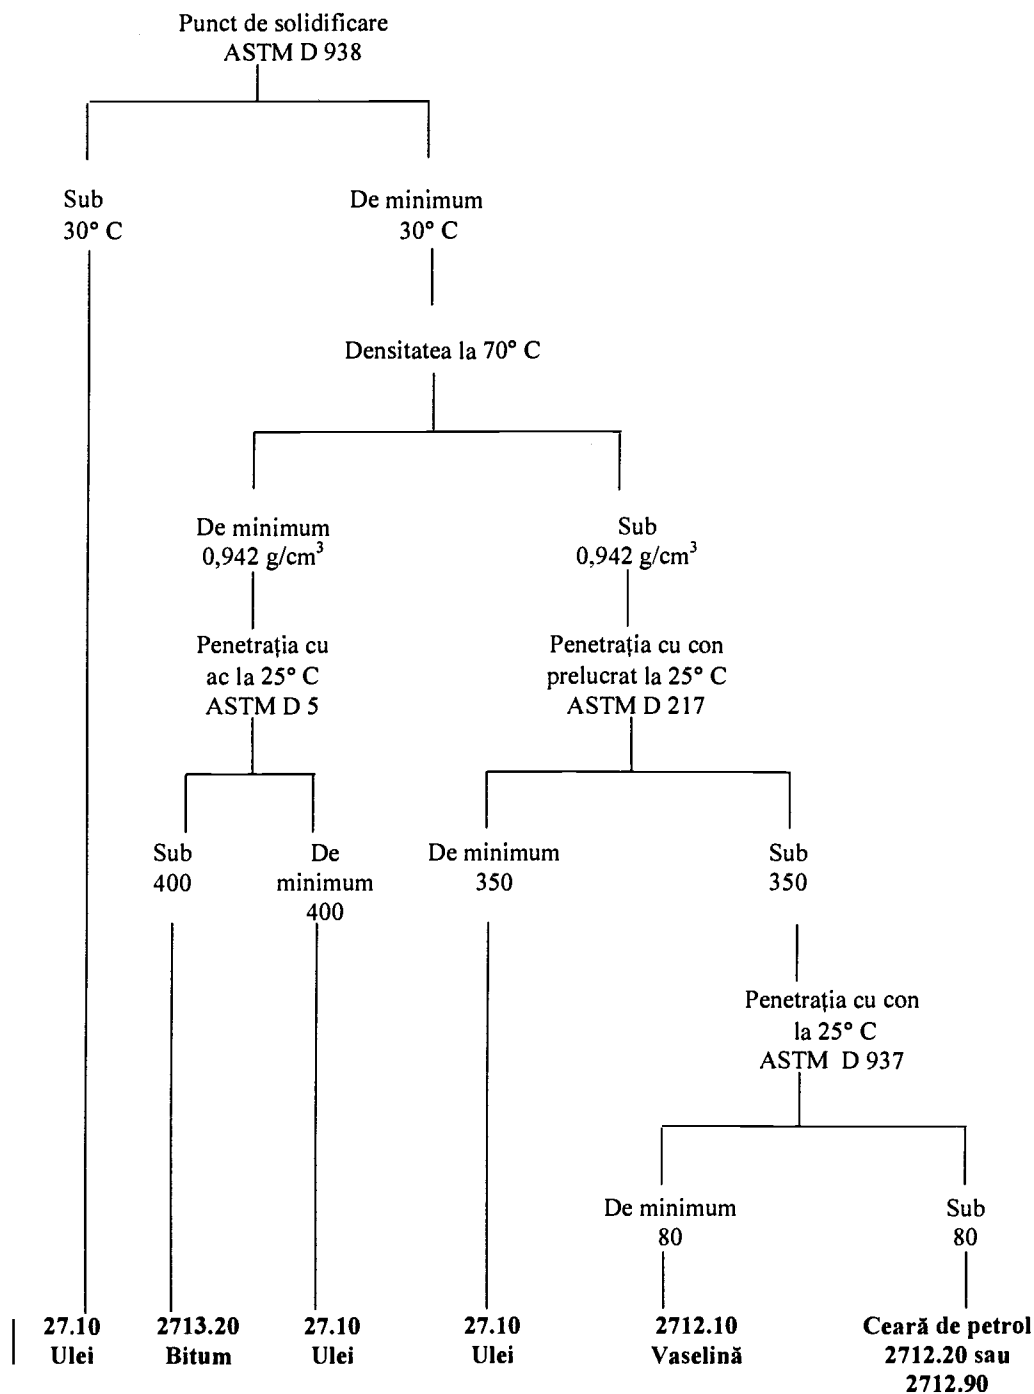 Punct de solidificare
ASTM D 938
Sub
30° C
De minimum
30° C
Densitatea la 70° C
De minimum
0,942 g/cm³
Sub
0,942 g/cm³
Penetrația cu
ac la 25° C
ASTM D 5
Penetrația cu con
prelucrat la 25° C
ASTM D 217
Sub
400
De
minimum
400
De minimum
350
Sub
350
Penetrația cu con
la 25° C
ASTM D 937
De minimum
80
Sub
80
27.10
Ulei
2713.20
Bitum
27.10
Ulei
27.10
Ulei
2712.10
Vaselină
Ceară de petrol
2712.20 sau
2712.90